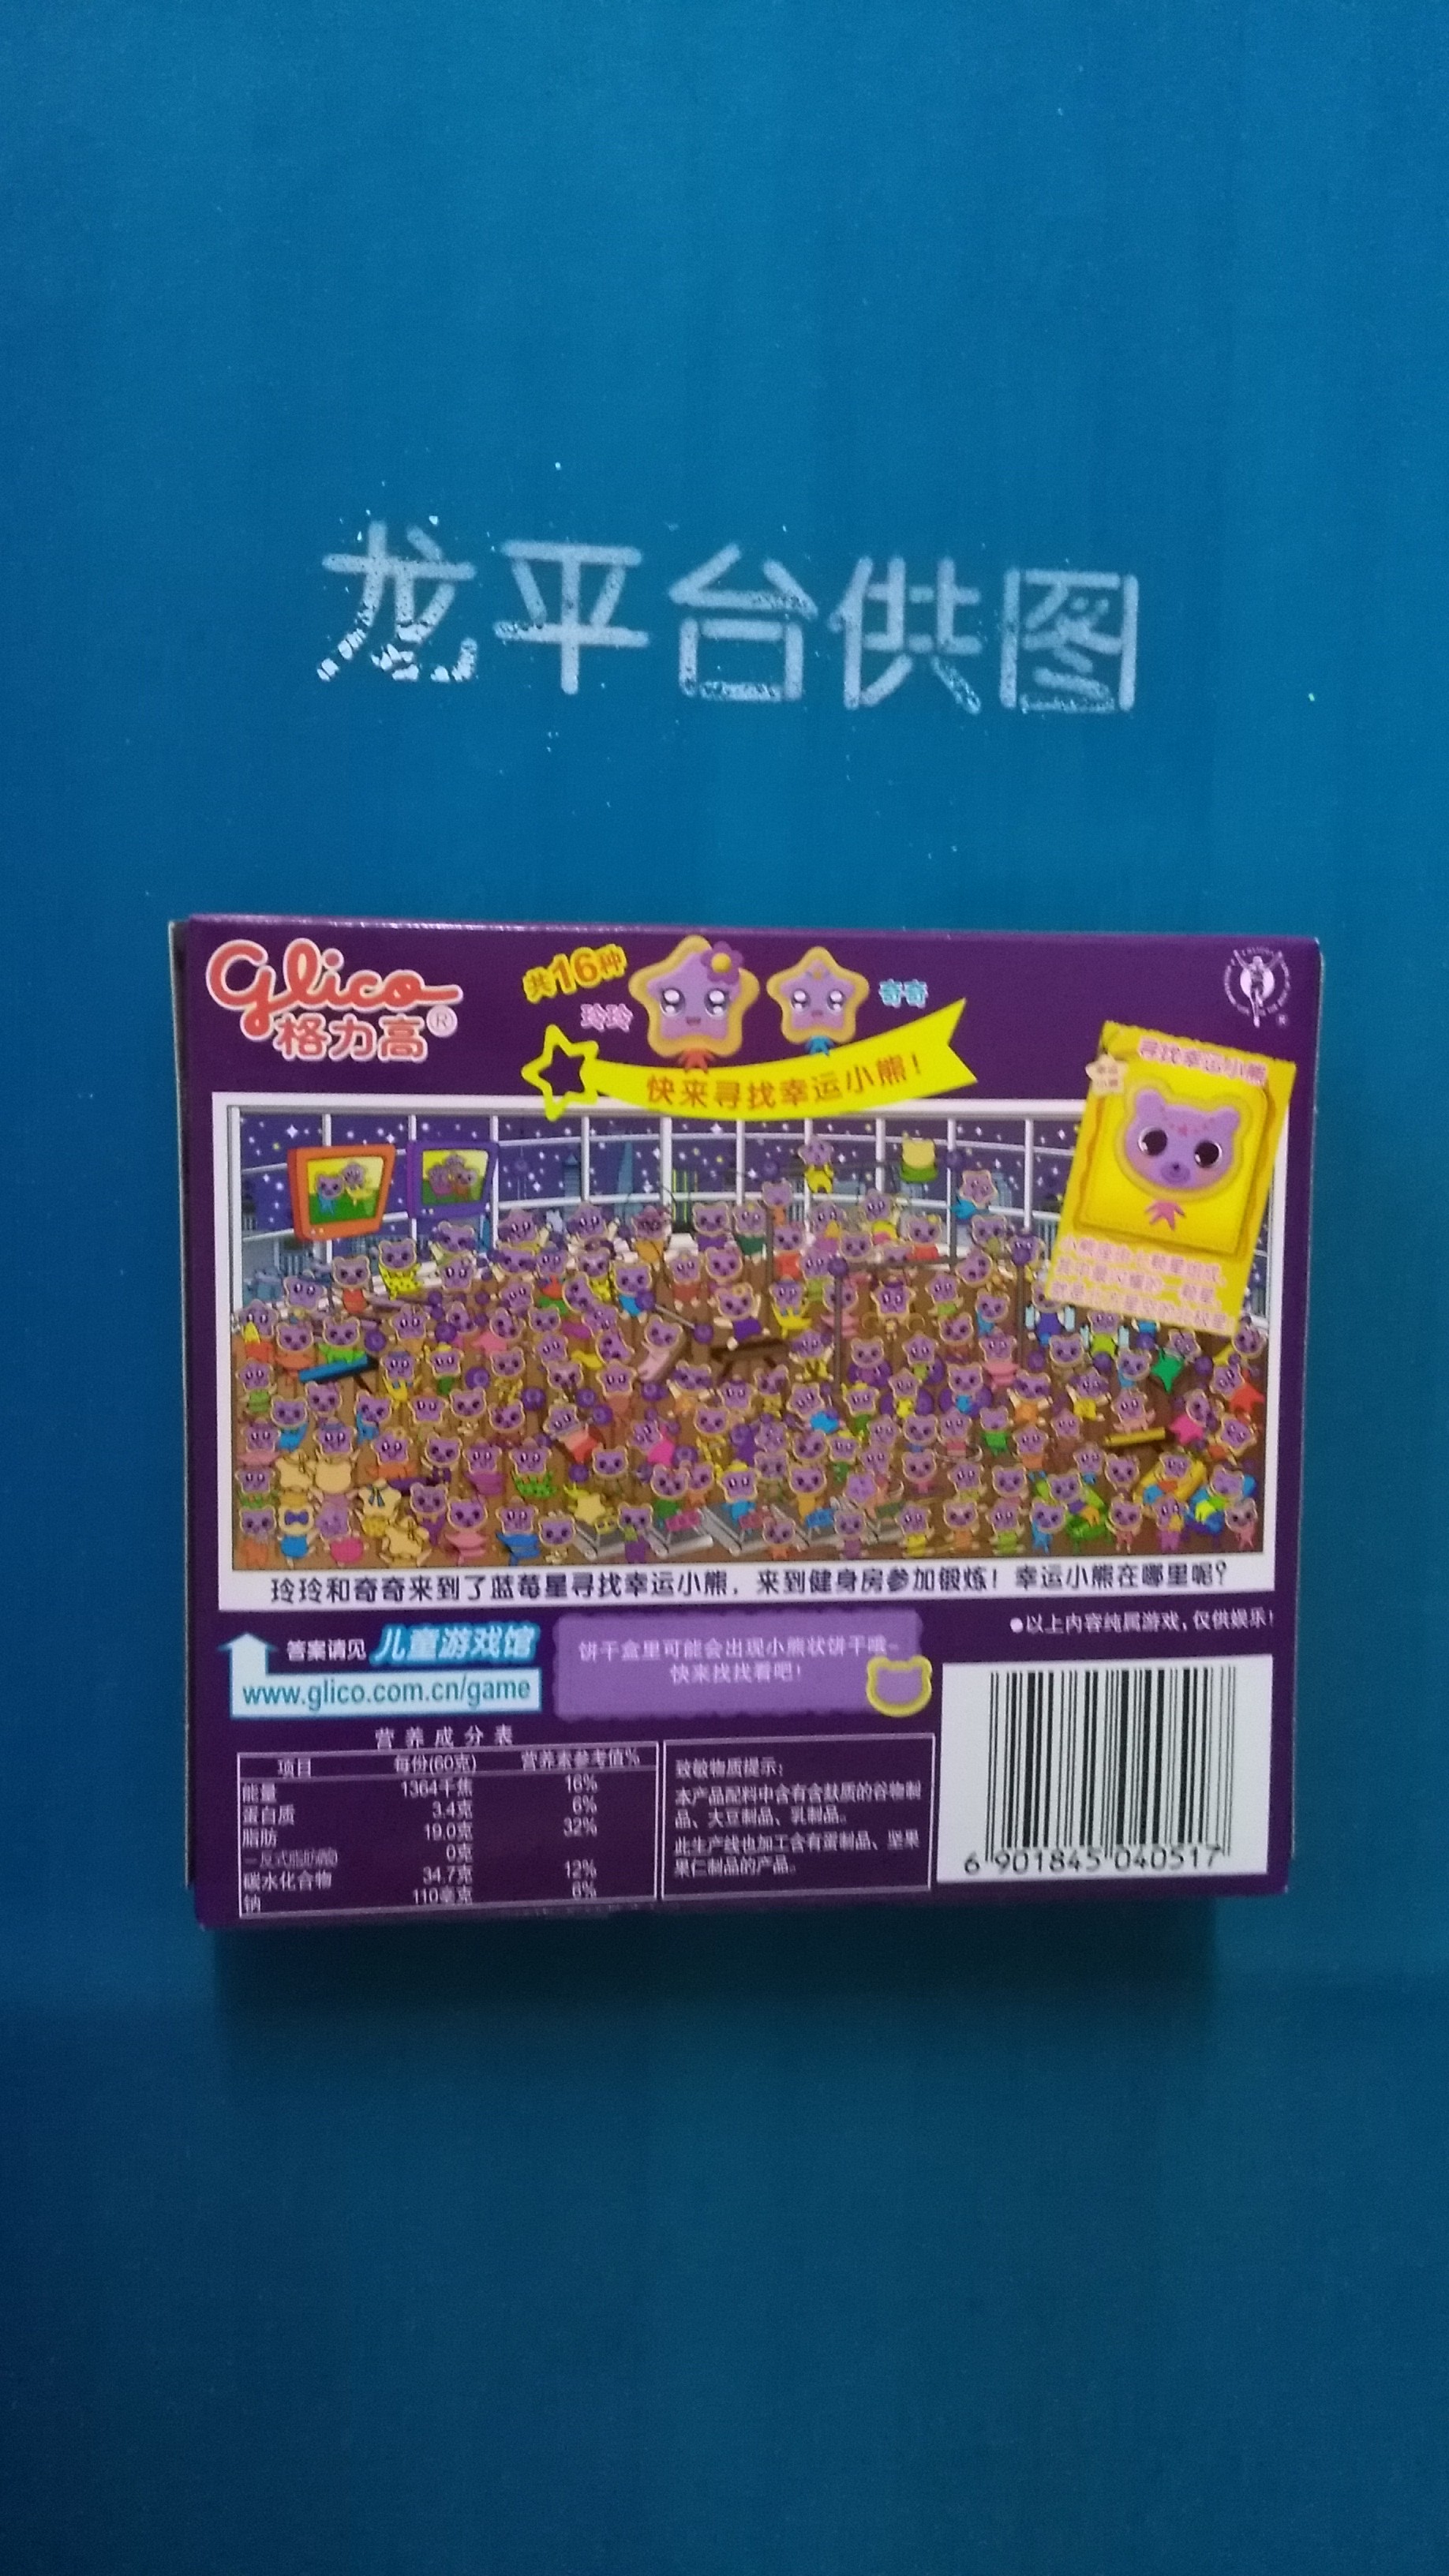 龙平台供图
Glico
格力高®
共16种
玲玲
奇奇
快来寻找幸运小熊!
寻找幸运小熊
玲玲和奇奇来到了蓝莓星寻找幸运小熊，来到健身房参加锻炼！幸运小熊在哪里呢？
●以上内容纯属游戏，仅供娱乐!
答案请见 儿童游戏馆
www.glico.com.cn/game
饼干盒里可能会出现小熊状饼干哦~
快来找找看吧!
营养成分表
项目 每份(60克) 营养素参考值%
能量 1364千焦 16%
蛋白质 3.4克 6%
脂肪 19.0克 32%
—反式脂肪酸 0克
碳水化合物 34.7克 12%
钠 110毫克 6%
致敏物质提示：
本产品配料中含有含麸质的谷物制
品、大豆制品、乳制品。
此生产线也加工含有蛋制品、坚果
果仁制品的产品。
6 901845 040517